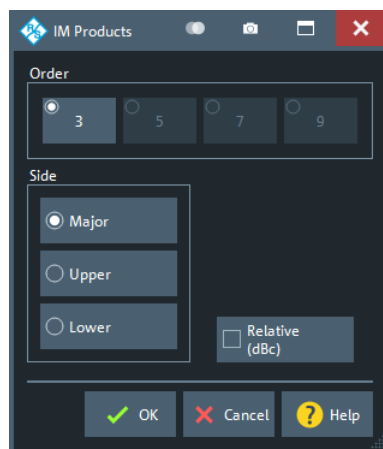 IM Products
Order
3 5 7 9
Side
Major
Upper
Lower
Relative
(dBc)
OK Cancel ? Help